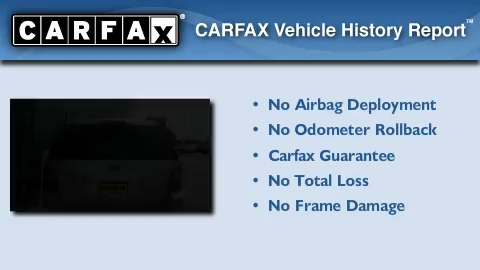 CARFAX® CARFAX Vehicle History Report™
• No Airbag Deployment
• No Odometer Rollback
• Carfax Guarantee
• No Total Loss
• No Frame Damage